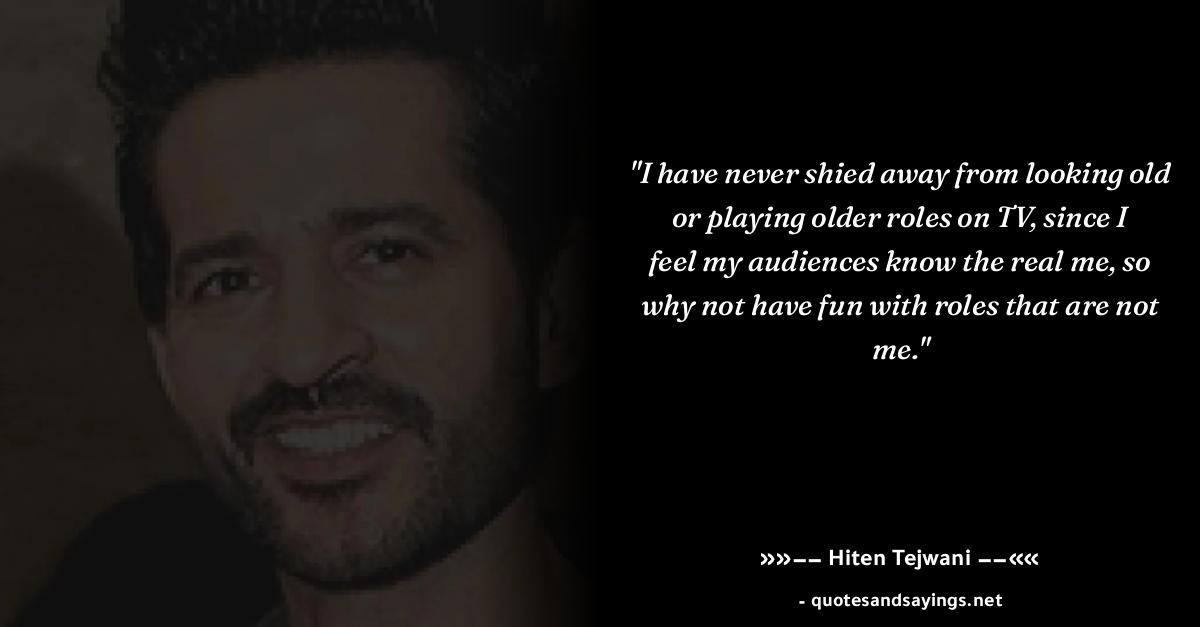 "I have never shied away from looking old
or playing older roles on TV, since I
feel my audiences know the real me, so
why not have fun with roles that are not
me."
»»–– Hiten Tejwani ––««
- quotesandsayings.net